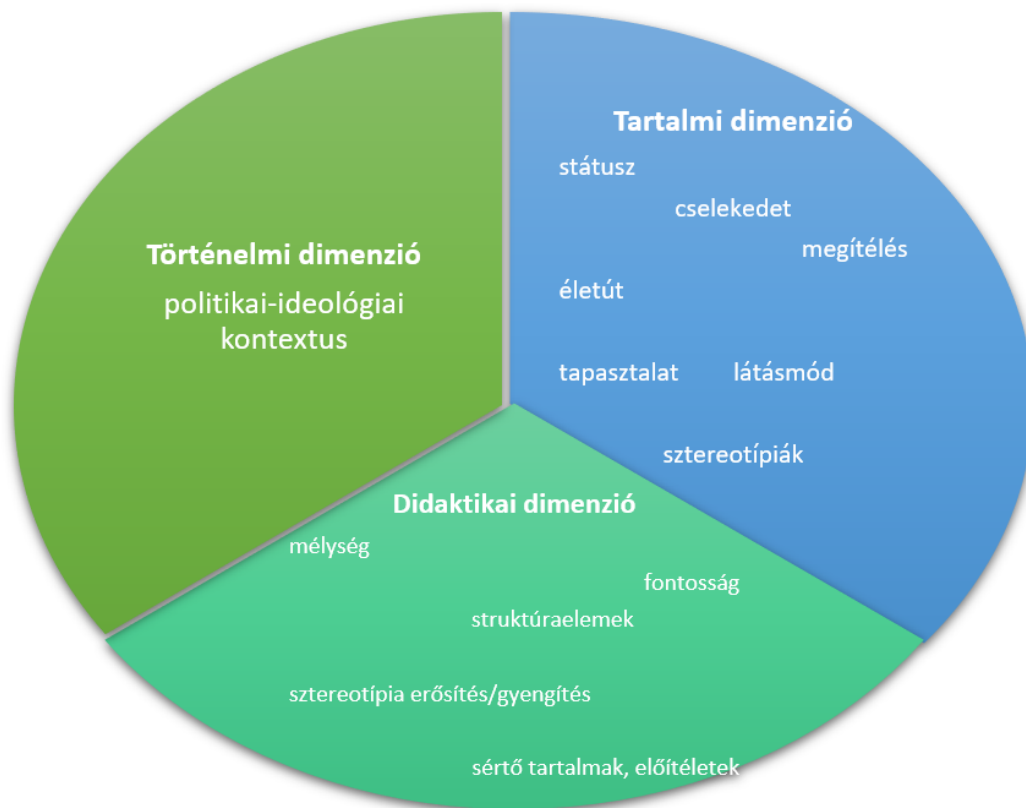 Történelmi dimenzió
politikai-ideológiai
kontextus
Tartalmi dimenzió
státusz
cselekedet
megítélés
életút
tapasztalat látásmód
sztereotípiák
Didaktikai dimenzió
mélység
fontosság
struktúraelemek
sztereotípia erősítés/gyengítés
sértő tartalmak, előítéletek